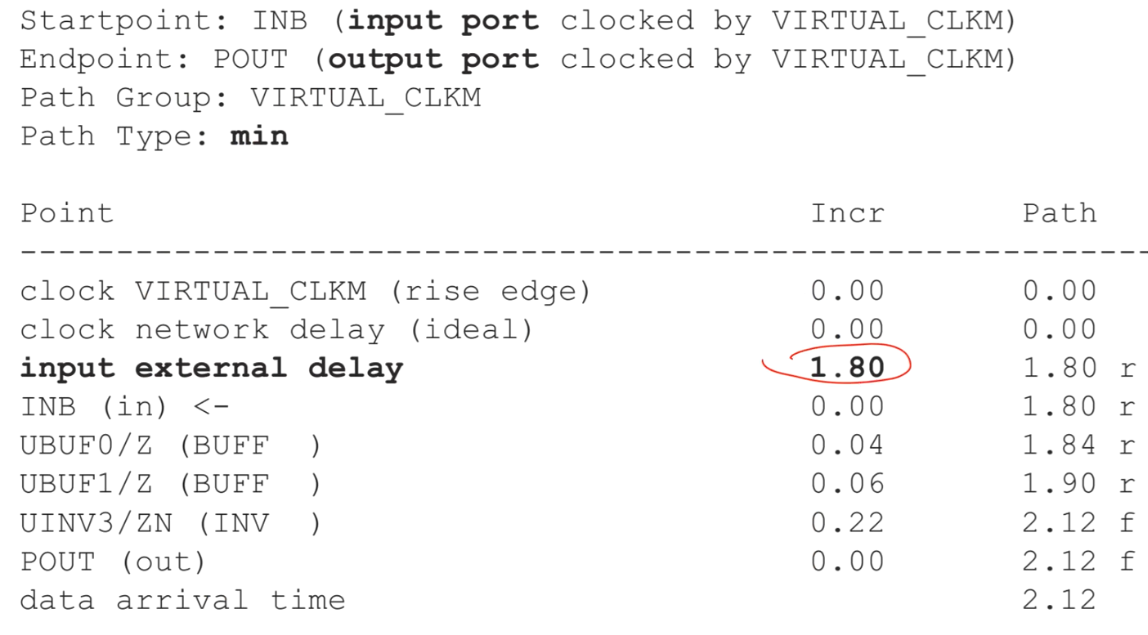 Startpoint: INB (input port clocked by VIRTUAL_CLKM)
Endpoint: POUT (output port clocked by VIRTUAL_CLKM)
Path Group: VIRTUAL_CLKM
Path Type: min
Point Incr Path
------------------------------------------------------------
clock VIRTUAL_CLKM (rise edge) 0.00 0.00
clock network delay (ideal) 0.00 0.00
input external delay 1.80 1.80 r
INB (in) <- 0.00 1.80 r
UBUF0/Z (BUFF ) 0.04 1.84 r
UBUF1/Z (BUFF ) 0.06 1.90 r
UINV3/ZN (INV ) 0.22 2.12 f
POUT (out) 0.00 2.12 f
data arrival time 2.12